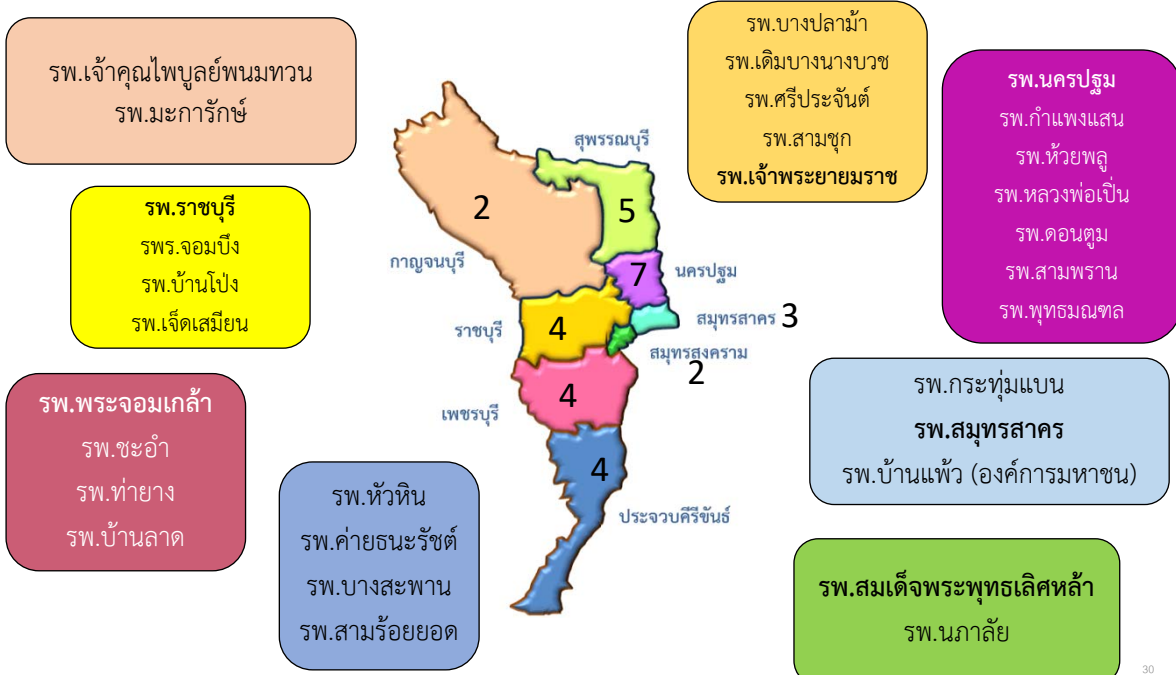 รพ.เจ้าคุณไพบูลย์พนมทวน
รพ.มะการักษ์
รพ.บางปลาม้า
รพ.เดิมบางนางบวช
รพ.ศรีประจันต์
รพ.สามชุก
รพ.เจ้าพระยายมราช
รพ.นครปฐม
รพ.กำแพงแสน
รพ.ห้วยพลู
รพ.หลวงพ่อเปิ่น
รพ.ดอนตูม
รพ.สามพราน
รพ.พุทธมณฑล
รพ.ราชบุรี
รพร.จอมบึง
รพ.บ้านโป่ง
รพ.เจ็ดเสมียน
สุพรรณบุรี
2
5
กาญจนบุรี
7
นครปฐม
ราชบุรี
4
สมุทรสาคร 3
สมุทรสงคราม
2
เพชรบุรี
4
4
ประจวบคีรีขันธ์
รพ.พระจอมเกล้า
รพ.ชะอำ
รพ.ท่ายาง
รพ.บ้านลาด
รพ.หัวหิน
รพ.ค่ายธนะรัชต์
รพ.บางสะพาน
รพ.สามร้อยยอด
รพ.กระทุ่มแบน
รพ.สมุทรสาคร
รพ.บ้านแพ้ว (องค์การมหาชน)
รพ.สมเด็จพระพุทธเลิศหล้า
รพ.นภาลัย
30